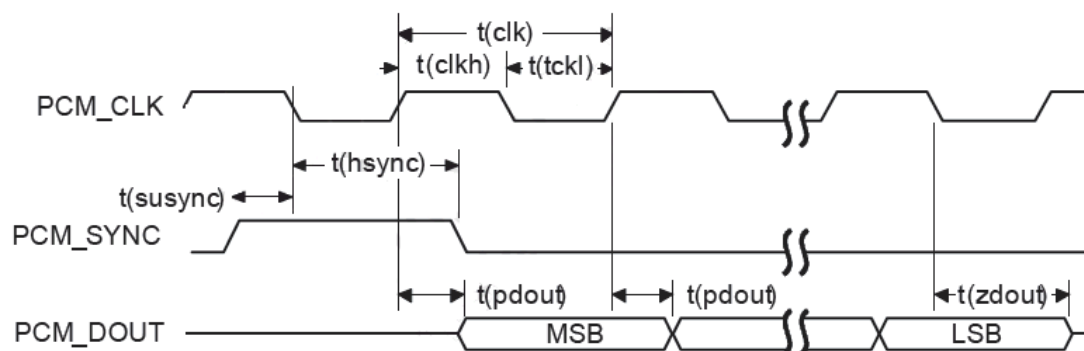 t(clk)
t(clkh)
t(tckl)
PCM_CLK
t(hsync)
t(susync)
PCM_SYNC
t(pdout)
t(pdout)
t(zdout)
PCM_DOUT
MSB
LSB